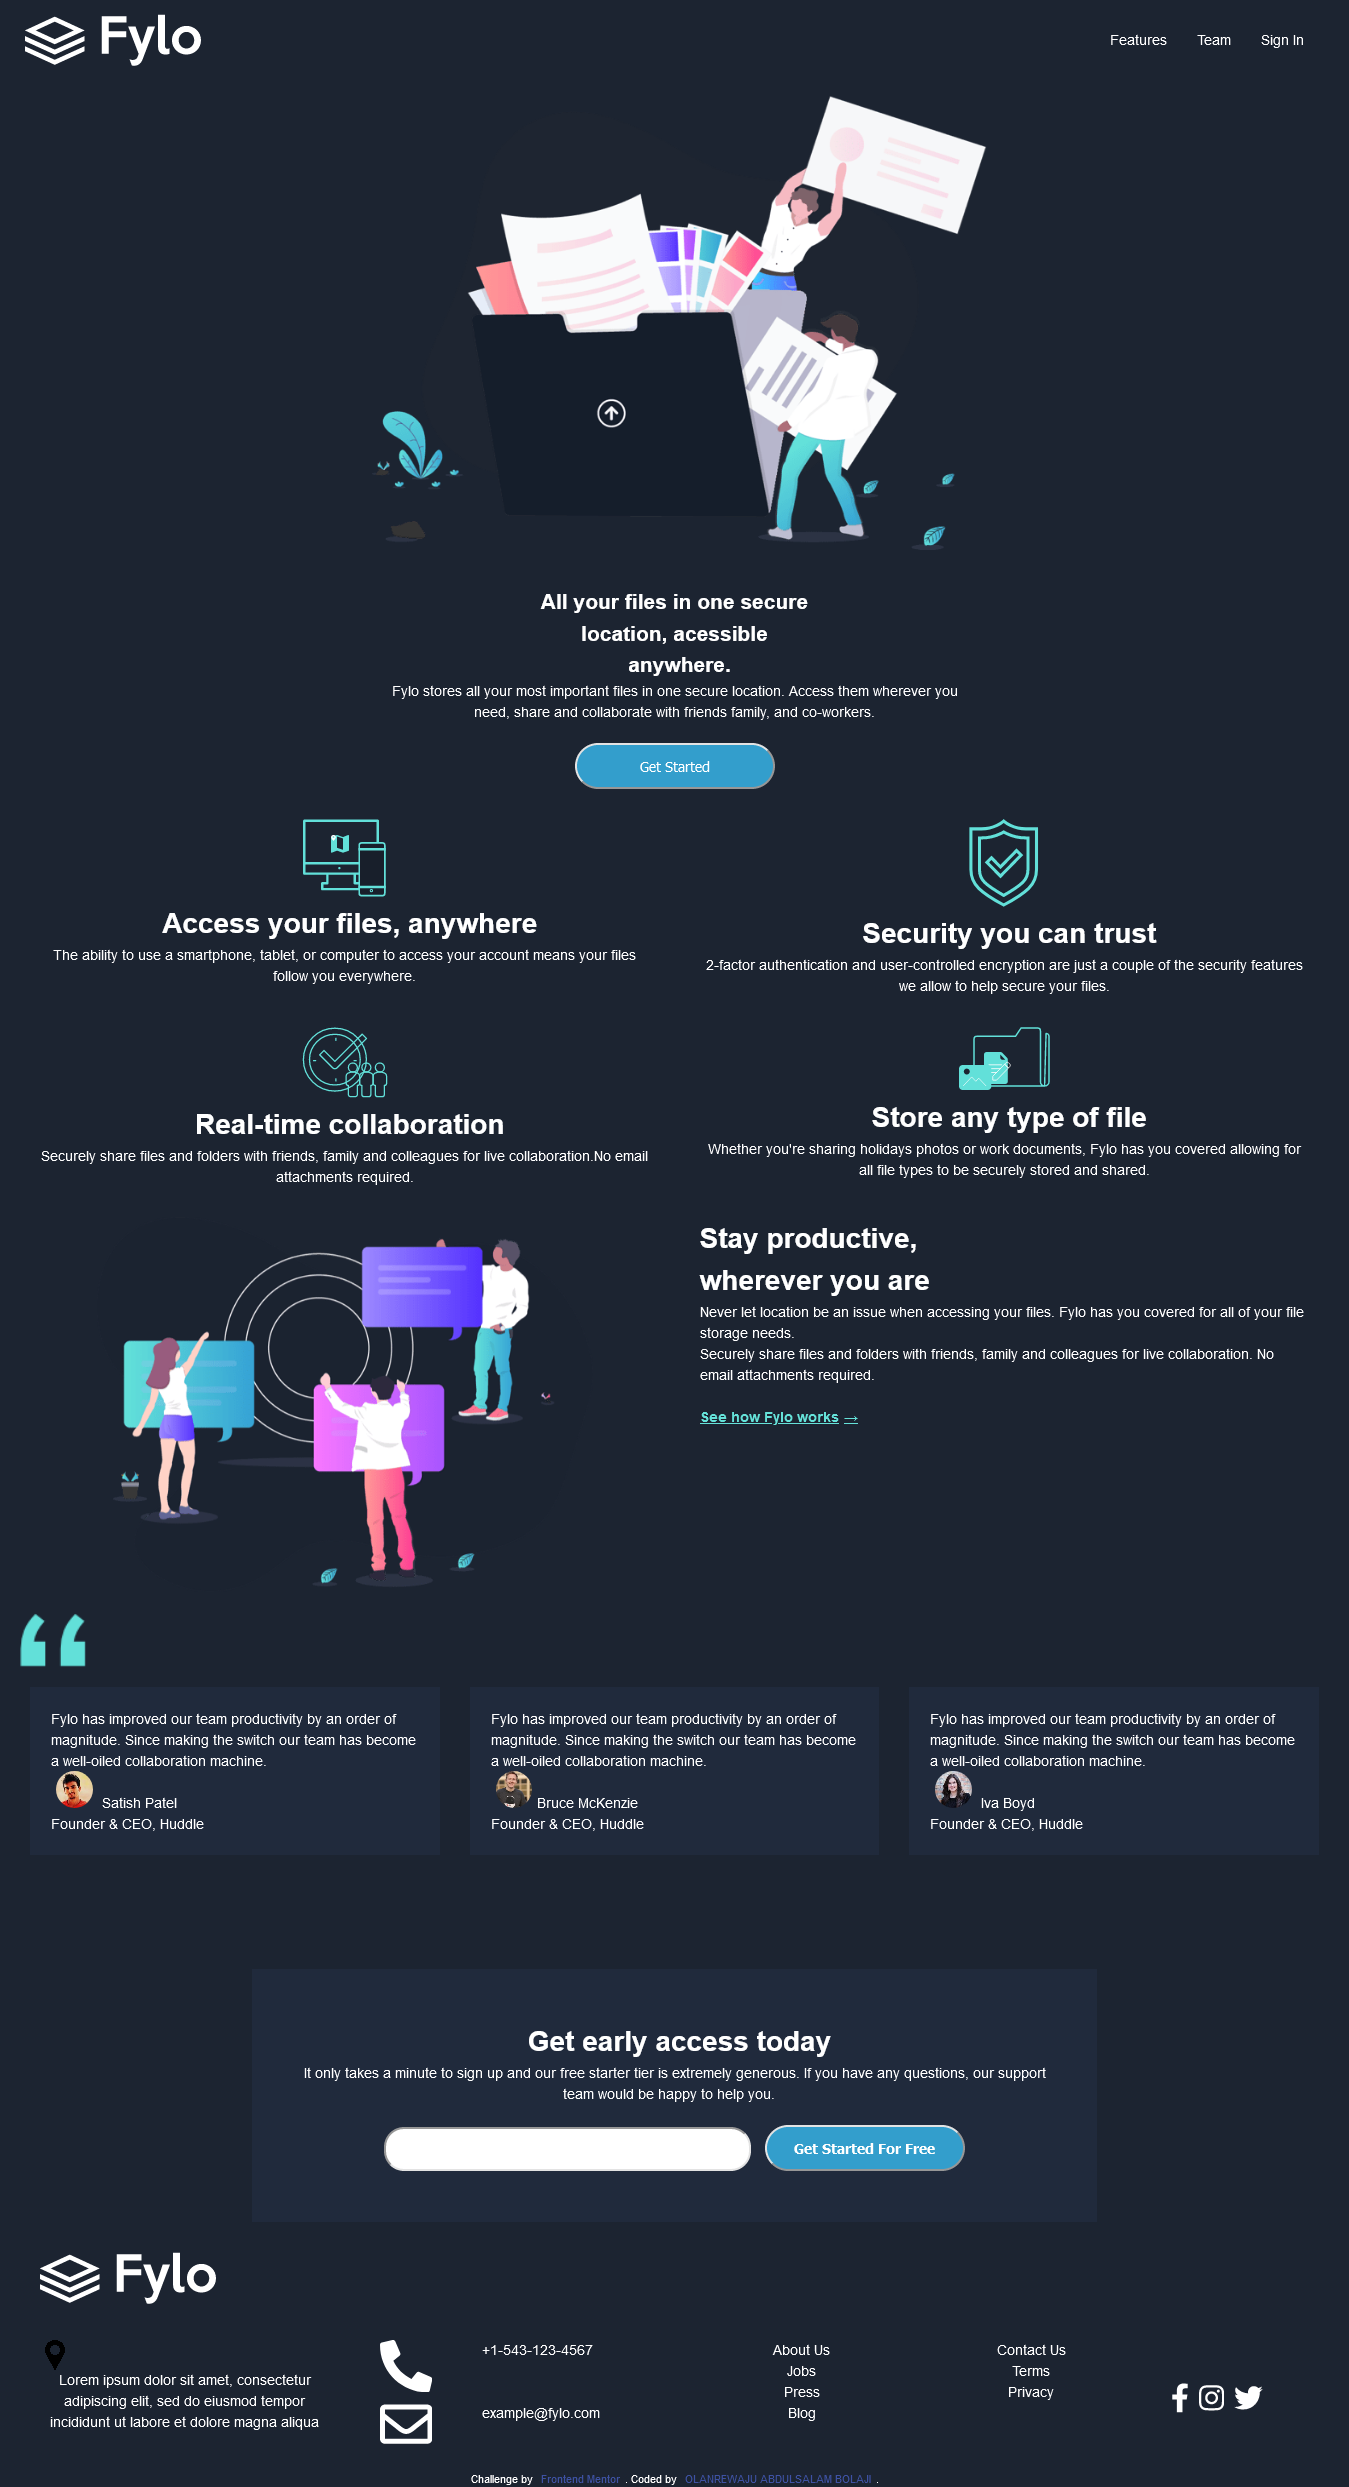 Fylo
Features Team Sign In
All your files in one secure
location, acessible
anywhere.
Fylo stores all your most important files in one secure location. Access them wherever you
need, share and collaborate with friends family, and co-workers.
Get Started
Access your files, anywhere
The ability to use a smartphone, tablet, or computer to access your account means your files
follow you everywhere.
Security you can trust
2-factor authentication and user-controlled encryption are just a couple of the security features
we allow to help secure your files.
Real-time collaboration
Securely share files and folders with friends, family and colleagues for live collaboration.No email
attachments required.
Store any type of file
Whether you're sharing holidays photos or work documents, Fylo has you covered allowing for
all file types to be securely stored and shared.
Stay productive,
wherever you are
Never let location be an issue when accessing your files. Fylo has you covered for all of your file
storage needs.
Securely share files and folders with friends, family and colleagues for live collaboration. No
email attachments required.
See how Fylo works →
Fylo has improved our team productivity by an order of
magnitude. Since making the switch our team has become
a well-oiled collaboration machine.
Satish Patel
Founder & CEO, Huddle
Fylo has improved our team productivity by an order of
magnitude. Since making the switch our team has become
a well-oiled collaboration machine.
Bruce McKenzie
Founder & CEO, Huddle
Fylo has improved our team productivity by an order of
magnitude. Since making the switch our team has become
a well-oiled collaboration machine.
Iva Boyd
Founder & CEO, Huddle
Get early access today
It only takes a minute to sign up and our free starter tier is extremely generous. If you have any questions, our support
team would be happy to help you.
Get Started For Free
Fylo
Lorem ipsum dolor sit amet, consectetur
adipiscing elit, sed do eiusmod tempor
incididunt ut labore et dolore magna aliqua
+1-543-123-4567
example@fylo.com
About Us
Jobs
Press
Blog
Contact Us
Terms
Privacy
Challenge by Frontend Mentor . Coded by OLANREWAJU ABDULSALAM BOLAJI .